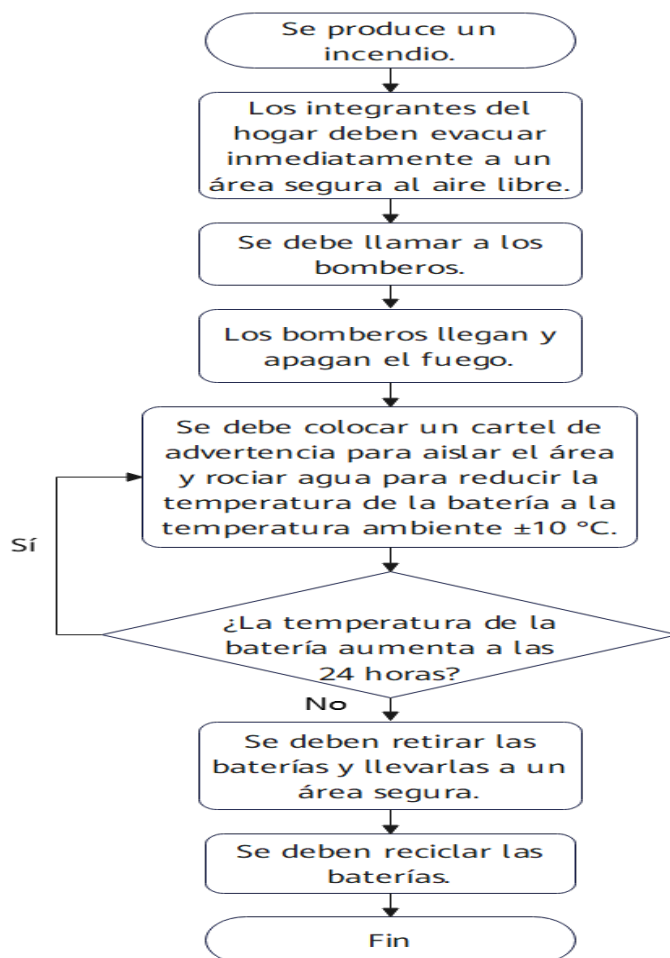 Se produce un
incendio.
Los integrantes del
hogar deben evacuar
inmediatamente a un
área segura al aire libre.
Se debe llamar a los
bomberos.
Los bomberos llegan y
apagan el fuego.
Se debe colocar un cartel de
advertencia para aislar el área
y rociar agua para reducir la
temperatura de la batería a la
temperatura ambiente ±10 °C.
Sí
¿La temperatura de la
batería aumenta a las
24 horas?
No
Se deben retirar las
baterías y llevarlas a un
área segura.
Se deben reciclar las
baterías.
Fin